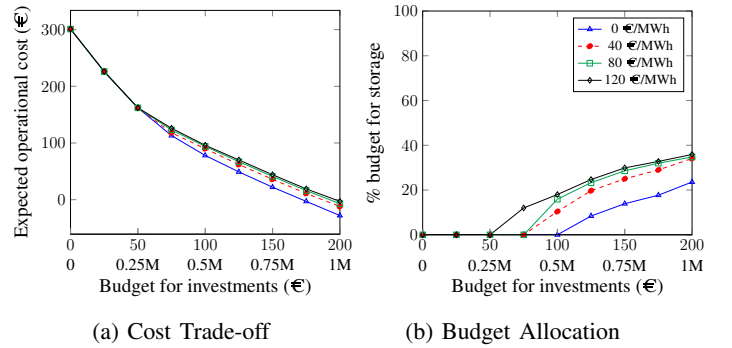 300
200
100
0
Expected operational cost (€)
0 50 100 150 200
0 0.25M 0.5M 0.75M 1M
Budget for investments (€)
(a) Cost Trade-off
100
80
60
40
20
0
% budget for storage
0 €/MWh
40 €/MWh
80 €/MWh
120 €/MWh
0 50 100 150 200
0 0.25M 0.5M 0.75M 1M
Budget for investments (€)
(b) Budget Allocation